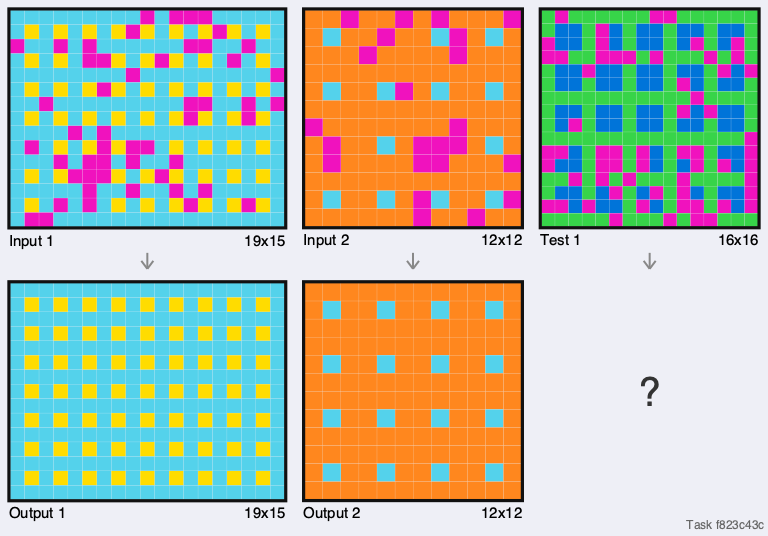 Input 1
19x15
Input 2
12x12
Test 1
16x16
Output 1
19x15
Output 2
12x12
?
Task f823c43c